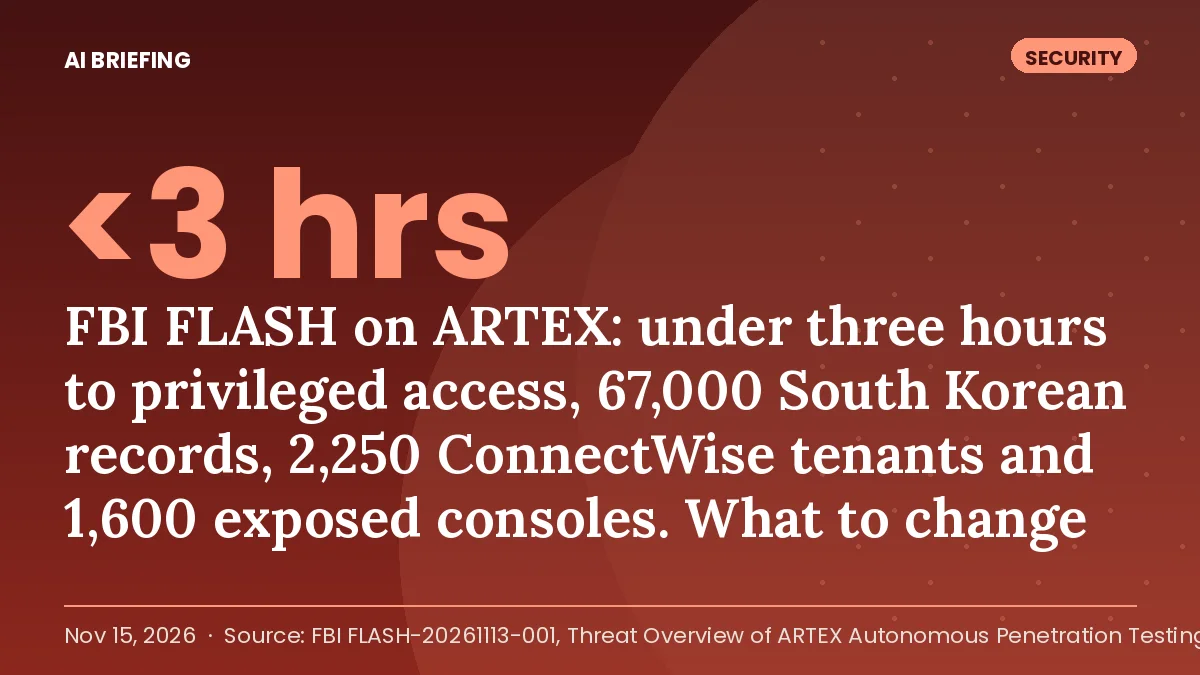 AI BRIEFING
SECURITY
<3 hrs
FBI FLASH on ARTEX: under three hours
to privileged access, 67,000 South Korean
records, 2,250 ConnectWise tenants and
1,600 exposed consoles. What to change
Nov 15, 2026 · Source: FBI FLASH-20261113-001, Threat Overview of ARTEX Autonomous Penetration Testing